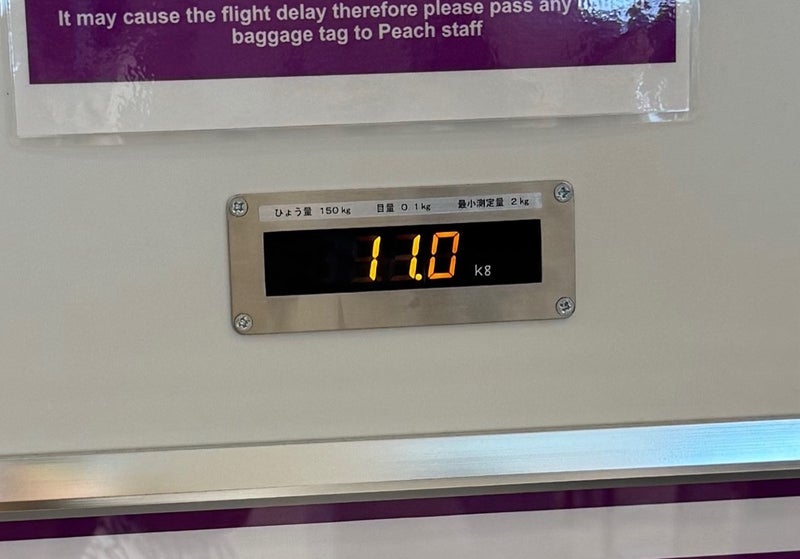 It may cause the flight delay therefore please pass any
baggage tag to Peach staff
ひょう量 150kg 目量 0.1kg 最小測定量 2kg
11.0 kg